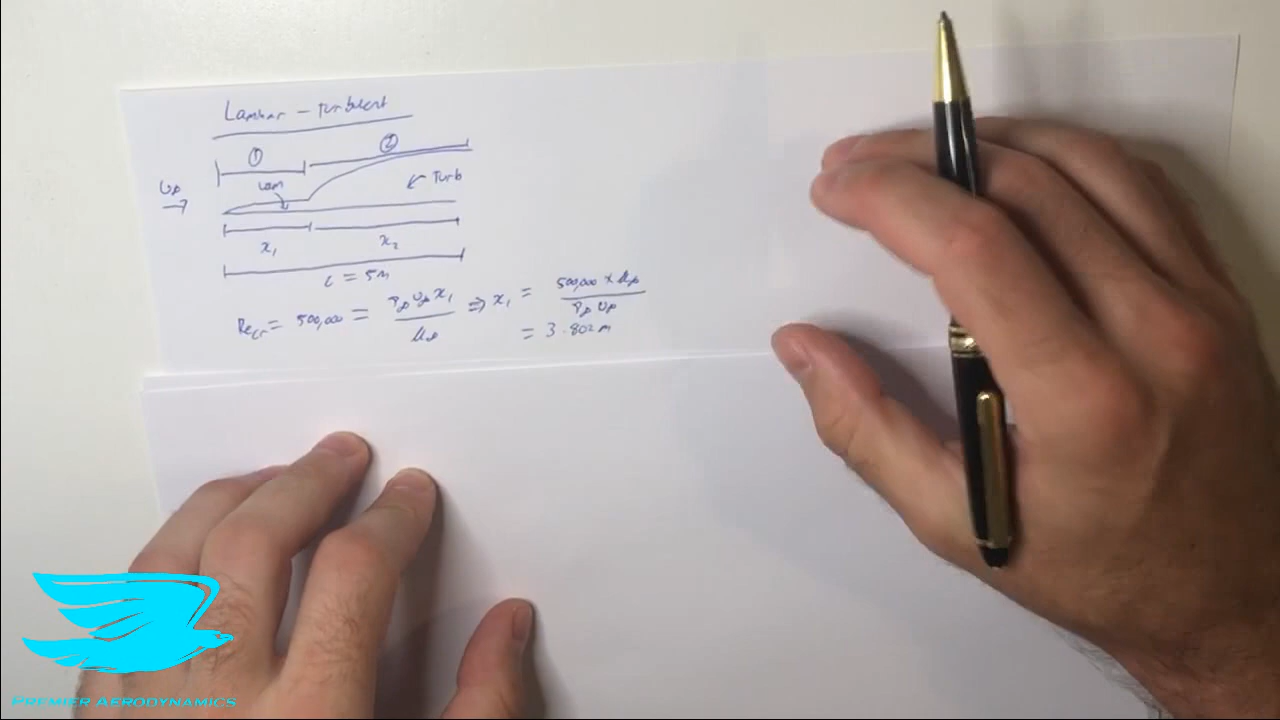 Laminar - Turbulent
① ②
Up →
Lam
← Turb
x₁ x₂
L = 5m
Re_cr = 500,000 = ρp Up x₁ / μp ⇒ x₁ = 500,000 × μp / ρp Up
= 3.802 m
PREMIER AERODYNAMICS